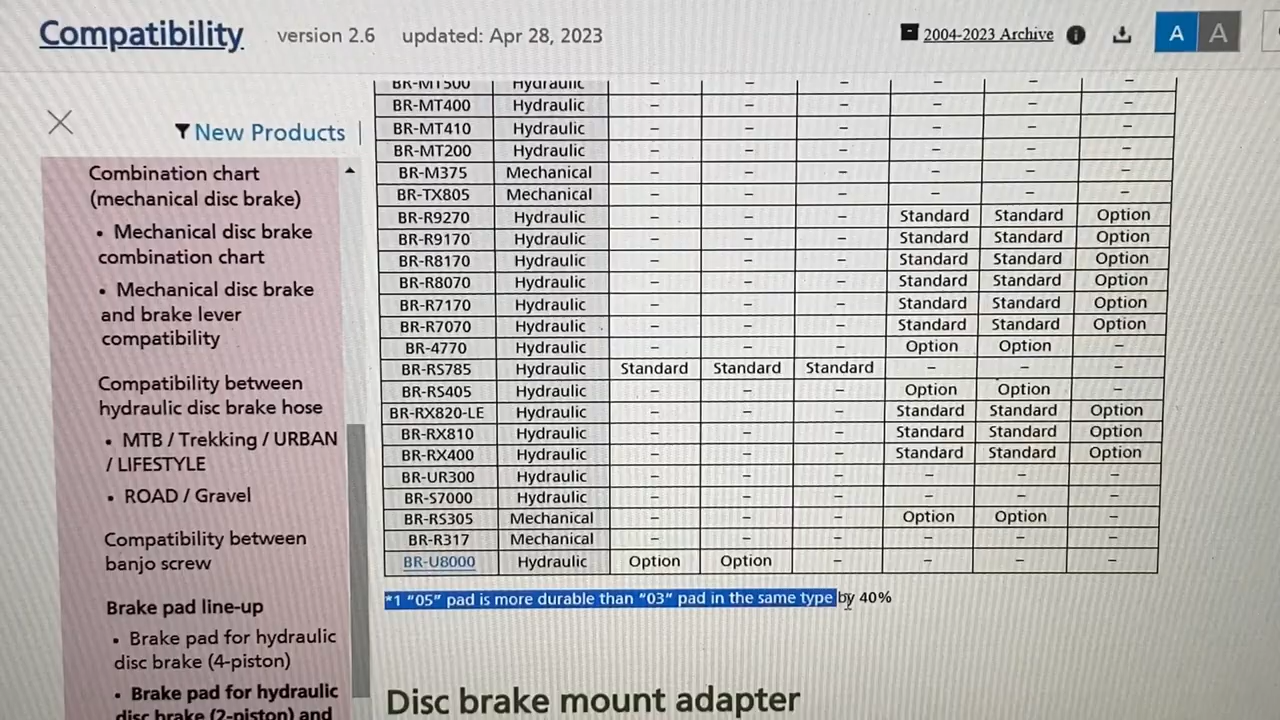 Compatibility version 2.6 updated: Apr 28, 2023 2004-2023 Archive i A A
New Products
Combination chart
(mechanical disc brake)
• Mechanical disc brake
combination chart
• Mechanical disc brake
and brake lever
compatibility
Compatibility between
hydraulic disc brake hose
• MTB / Trekking / URBAN
/ LIFESTYLE
• ROAD / Gravel
Compatibility between
banjo screw
Brake pad line-up
• Brake pad for hydraulic
disc brake (4-piston)
• Brake pad for hydraulic
disc brake (2-piston) and
BR-MT500 Hydraulic – – – – – –
BR-MT400 Hydraulic – – – – – –
BR-MT410 Hydraulic – – – – – –
BR-MT200 Hydraulic – – – – – –
BR-M375 Mechanical – – – – – –
BR-TX805 Mechanical – – – – – –
BR-R9270 Hydraulic – – – Standard Standard Option
BR-R9170 Hydraulic – – – Standard Standard Option
BR-R8170 Hydraulic – – – Standard Standard Option
BR-R8070 Hydraulic – – – Standard Standard Option
BR-R7170 Hydraulic – – – Standard Standard Option
BR-R7070 Hydraulic – – – Standard Standard Option
BR-4770 Hydraulic – – – Option Option –
BR-RS785 Hydraulic Standard Standard Standard – – –
BR-RS405 Hydraulic – – – Option Option –
BR-RX820-LE Hydraulic – – – Standard Standard Option
BR-RX810 Hydraulic – – – Standard Standard Option
BR-RX400 Hydraulic – – – Standard Standard Option
BR-UR300 Hydraulic – – – – – –
BR-S7000 Hydraulic – – – – – –
BR-RS305 Mechanical – – – Option Option –
BR-R317 Mechanical – – – – – –
BR-U8000 Hydraulic Option Option – – – –
*1 "05" pad is more durable than "03" pad in the same type by 40%
Disc brake mount adapter